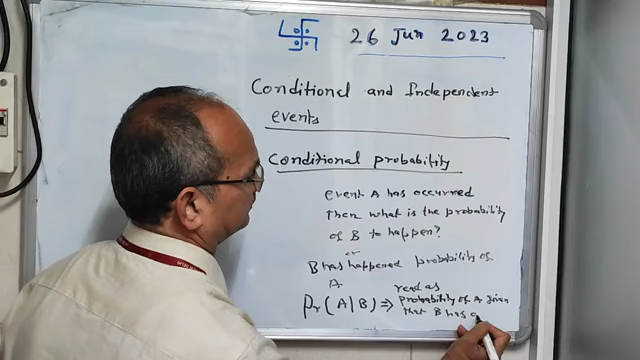 26 Jun 2023
Conditional and Independent
events
Conditional probability
event A has occurred
then what is the probability
of B to happen?
or
B has happened probability of
A
read as
Pr (A|B) ⇒ probability of A given
that B has o